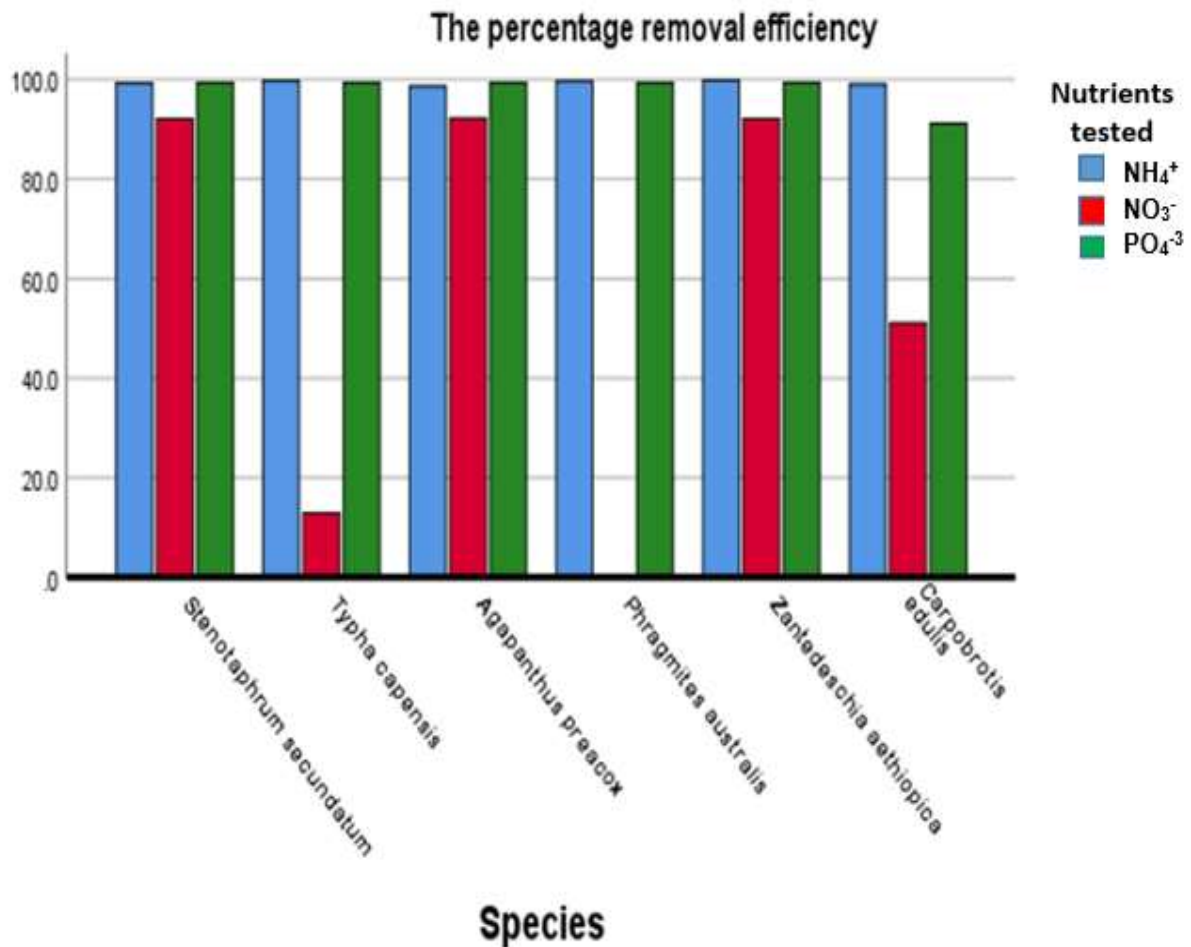 The percentage removal efficiency
100.0
80.0
60.0
40.0
20.0
.0
Nutrients
tested
NH₄⁺
NO₃⁻
PO₄⁻³
Stenotaphrum secundatum
Typha capensis
Agapanthus preacox
Phragmites australis
Zantedeschia aethiopica
Carpobrotis
edulis
Species